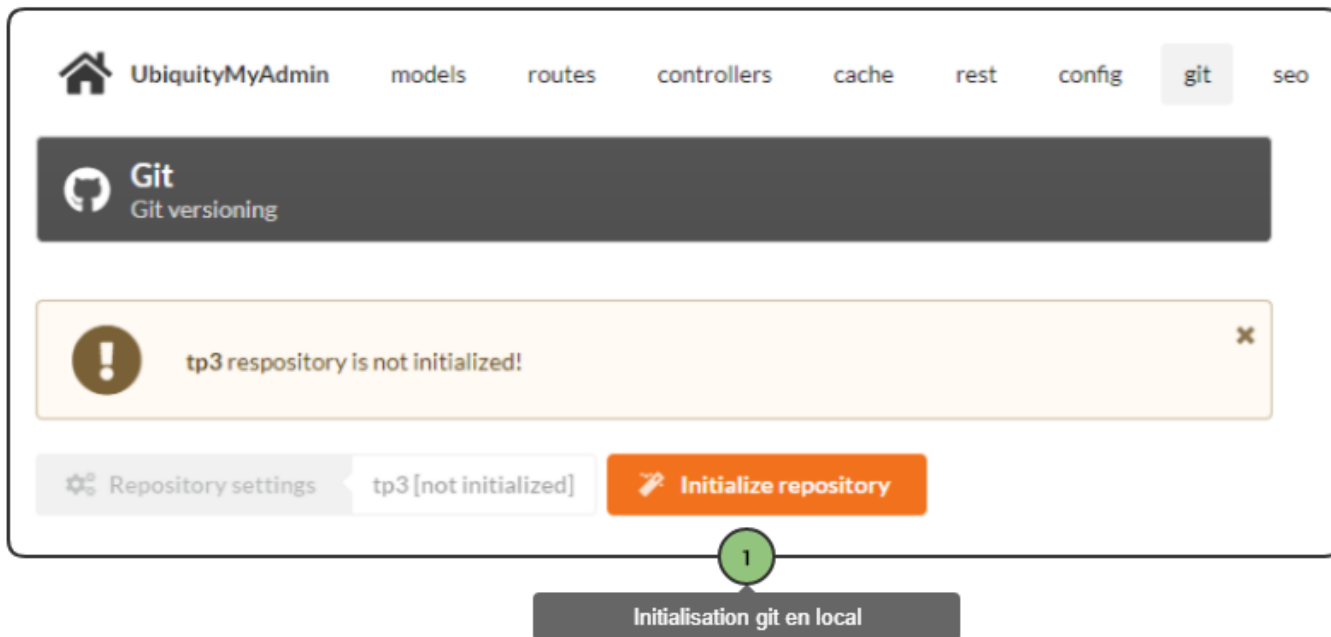 UbiquityMyAdmin models routes controllers cache rest config git seo
Git
Git versioning
tp3 respository is not initialized!
Repository settings tp3 [not initialized] Initialize repository
1
Initialisation git en local